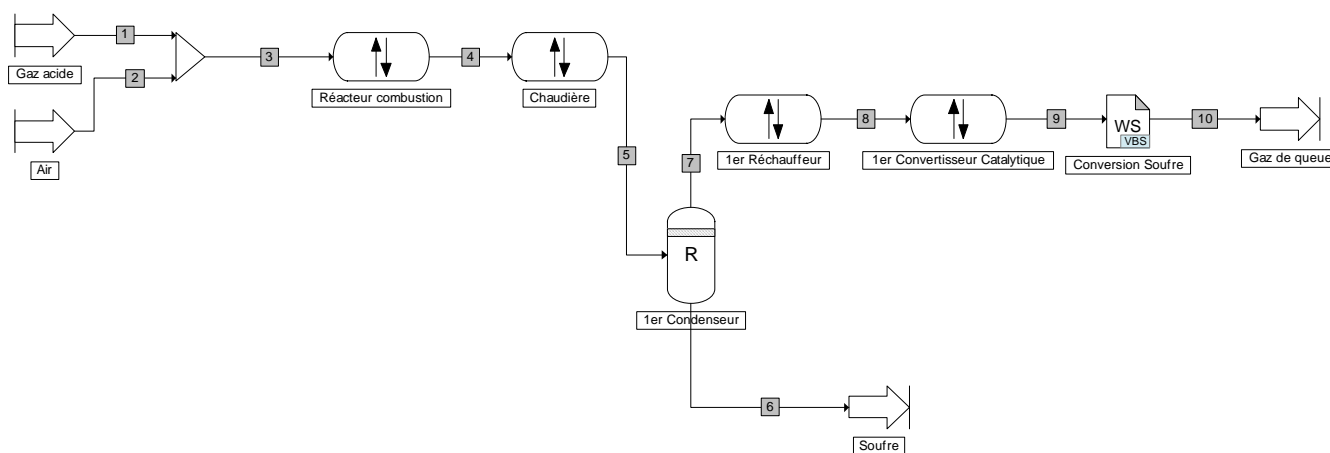 1
Gaz acide
2
Air
3
Réacteur combustion
4
Chaudière
5
1er Condenseur
R
6
Soufre
7
1er Réchauffeur
8
1er Convertisseur Catalytique
9
WS
VBS
Conversion Soufre
10
Gaz de queue